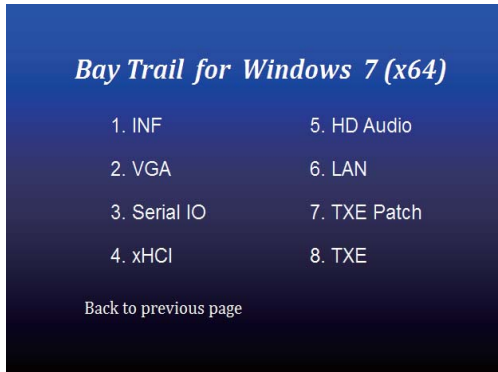 Bay Trail for Windows 7 (x64)
1. INF
2. VGA
3. Serial IO
4. xHCI
5. HD Audio
6. LAN
7. TXE Patch
8. TXE
Back to previous page